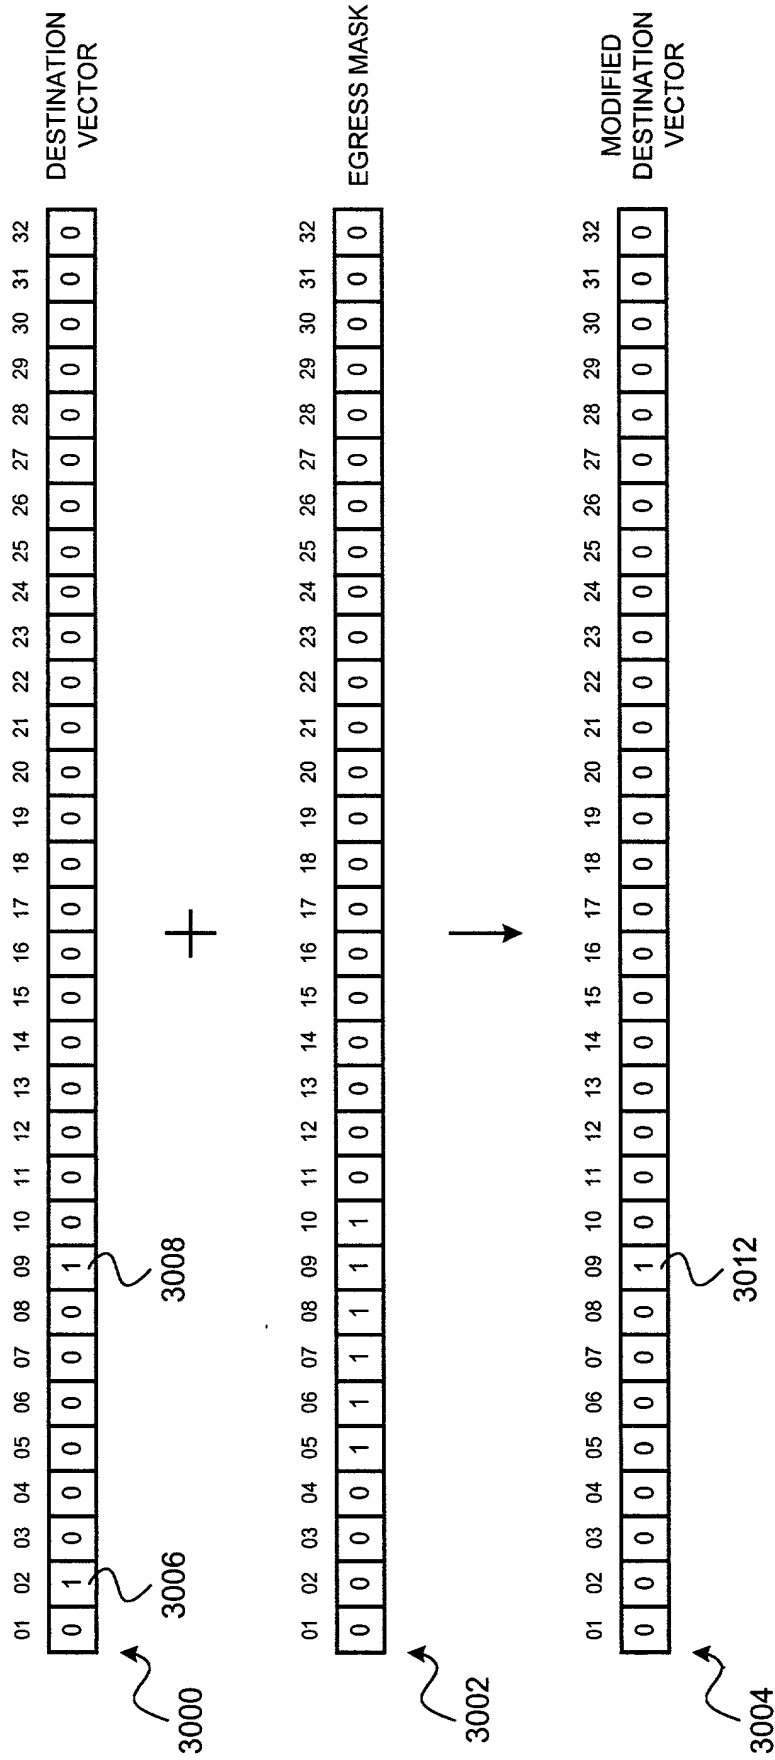 01 02 03 04 05 06 07 08 09 10 11 12 13 14 15 16 17 18 19 20 21 22 23 24 25 26 27 28 29 30 31 32
0 1 0 0 0 0 0 0 1 0 0 0 0 0 0 0 0 0 0 0 0 0 0 0 0 0 0 0 0 0 0 0
DESTINATION
VECTOR
3000
3006
3008
+
01 02 03 04 05 06 07 08 09 10 11 12 13 14 15 16 17 18 19 20 21 22 23 24 25 26 27 28 29 30 31 32
0 0 0 0 1 1 1 1 1 1 0 0 0 0 0 0 0 0 0 0 0 0 0 0 0 0 0 0 0 0 0 0
EGRESS MASK
3002
01 02 03 04 05 06 07 08 09 10 11 12 13 14 15 16 17 18 19 20 21 22 23 24 25 26 27 28 29 30 31 32
0 0 0 0 0 0 0 0 1 0 0 0 0 0 0 0 0 0 0 0 0 0 0 0 0 0 0 0 0 0 0 0
MODIFIED
DESTINATION
VECTOR
3004
3012